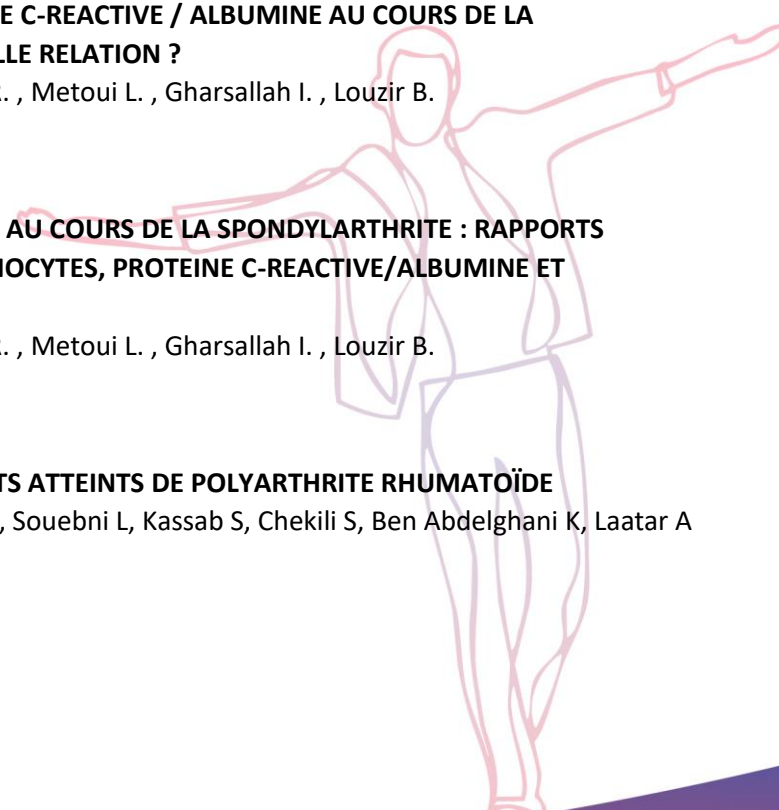 E C-REACTIVE / ALBUMINE AU COURS DE LA
LLE RELATION ?
. , Metoui L. , Gharsallah I. , Louzir B.
AU COURS DE LA SPONDYLARTHRITE : RAPPORTS
OCYTES, PROTEINE C-REACTIVE/ALBUMINE ET
. , Metoui L. , Gharsallah I. , Louzir B.
TS ATTEINTS DE POLYARTHRITE RHUMATOÏDE
, Souebni L, Kassab S, Chekili S, Ben Abdelghani K, Laatar A